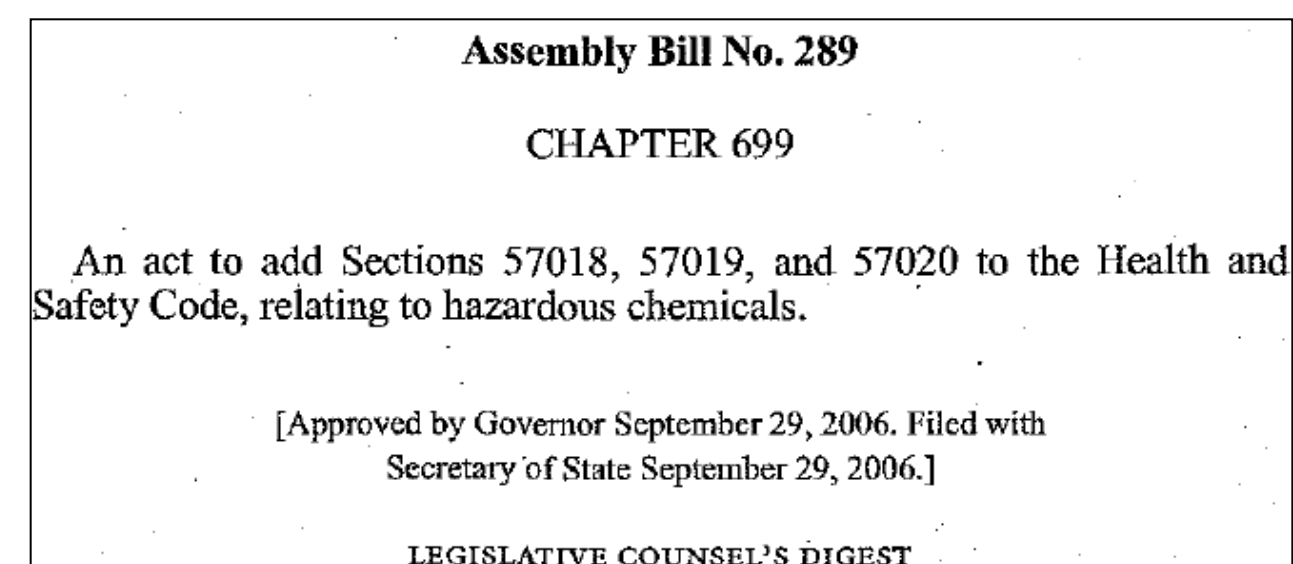 Assembly Bill No. 289
CHAPTER 699
An act to add Sections 57018, 57019, and 57020 to the Health and
Safety Code, relating to hazardous chemicals.
[Approved by Governor September 29, 2006. Filed with
Secretary of State September 29, 2006.]
LEGISLATIVE COUNSEL'S DIGEST